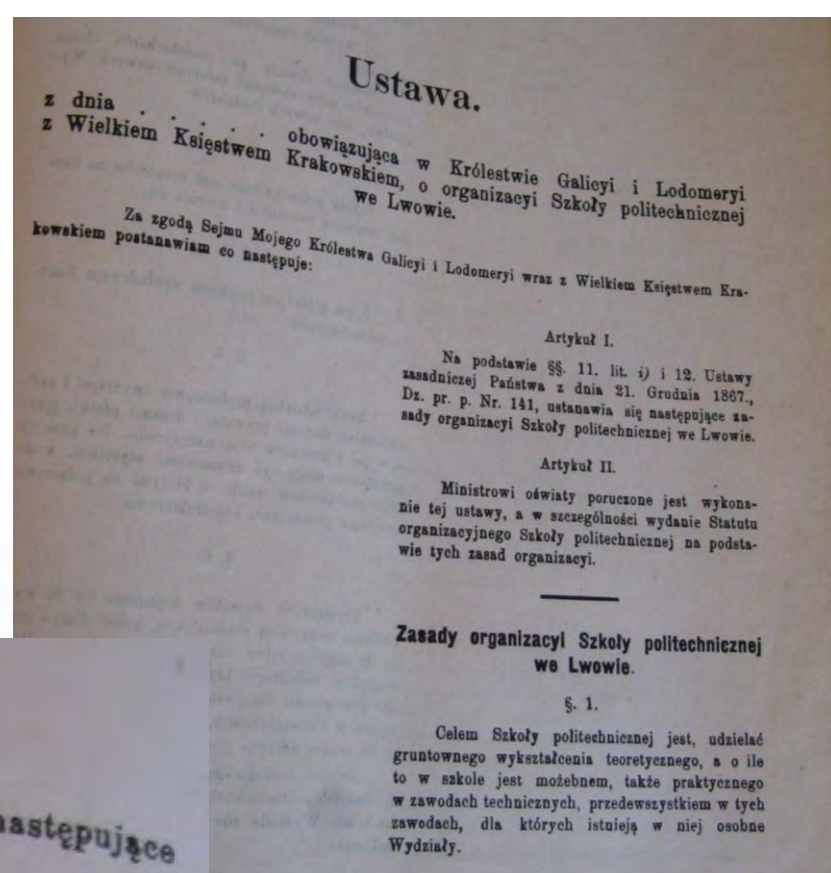 Ustawa.
z dnia . . . . . obowiązująca w Królestwie Galicyi i Lodomeryi
z Wielkiem Księstwem Krakowskiem, o organizacyi Szkoły politechnicznej
we Lwowie.
Za zgodą Sejmu Mojego Królestwa Galicyi i Lodomeryi wraz z Wielkiem Księstwem Kra-
kowskiem postanawiam co następuje:
Artykuł I.
Na podstawie §§. 11. lit. i) i 12. Ustawy
zasadniczej Państwa z dnia 21. Grudnia 1867.,
Dz. pr. p. Nr. 141, ustanawia się następujące za-
sady organizacyi Szkoły politechnicznej we Lwowie.
Artykuł II.
Ministrowi oświaty poruczone jest wykona-
nie tej ustawy, a w szczególności wydanie Statutu
organizacyjnego Szkoły politechnicznej na podsta-
wie tych zasad organizacyi.
Zasady organizacyi Szkoły politechnicznej
we Lwowie.
§. 1.
Celem Szkoły politechnicznej jest, udzielać
gruntownego wykształcenia teoretycznego, a o ile
to w szkole jest możebnem, także praktycznego
w zawodach technicznych, przedewszystkiem w tych
zawodach, dla których istnieją w niej osobne
Wydziały.
następujące